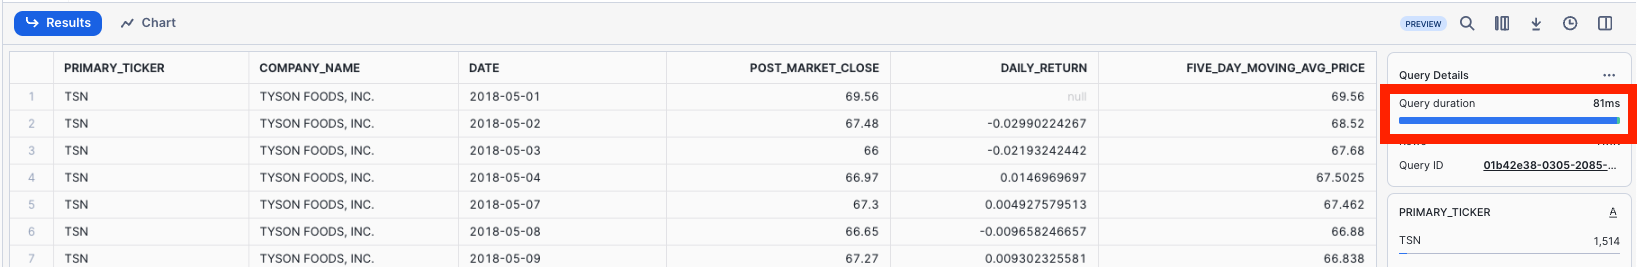 Results Chart PREVIEW
PRIMARY_TICKER COMPANY_NAME DATE POST_MARKET_CLOSE DAILY_RETURN FIVE_DAY_MOVING_AVG_PRICE
1 TSN TYSON FOODS, INC. 2018-05-01 69.56 null 69.56
2 TSN TYSON FOODS, INC. 2018-05-02 67.48 -0.02990224267 68.52
3 TSN TYSON FOODS, INC. 2018-05-03 66 -0.02193242442 67.68
4 TSN TYSON FOODS, INC. 2018-05-04 66.97 0.0146969697 67.5025
5 TSN TYSON FOODS, INC. 2018-05-07 67.3 0.004927579513 67.462
6 TSN TYSON FOODS, INC. 2018-05-08 66.65 -0.009658246657 66.88
7 TSN TYSON FOODS, INC. 2018-05-09 67.27 0.009302325581 66.838
Query Details ...
Query duration 81ms
Query ID 01b42e38-0305-2085-...
PRIMARY_TICKER A
TSN 1,514